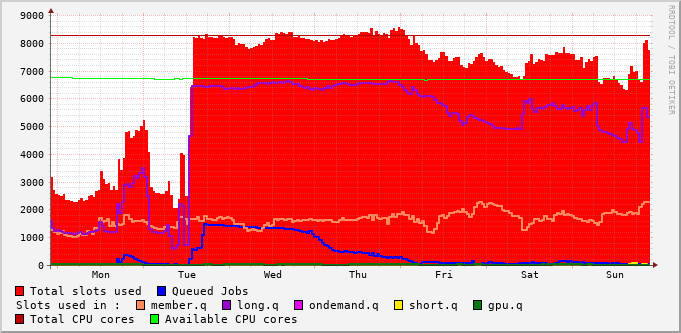 9000
8000
7000
6000
5000
4000
3000
2000
1000
0
Mon Tue Wed Thu Fri Sat Sun
RRDTOOL / TOBI OETIKER
Total slots used Queued Jobs
Slots used in : member.q long.q ondemand.q short.q gpu.q
Total CPU cores Available CPU cores